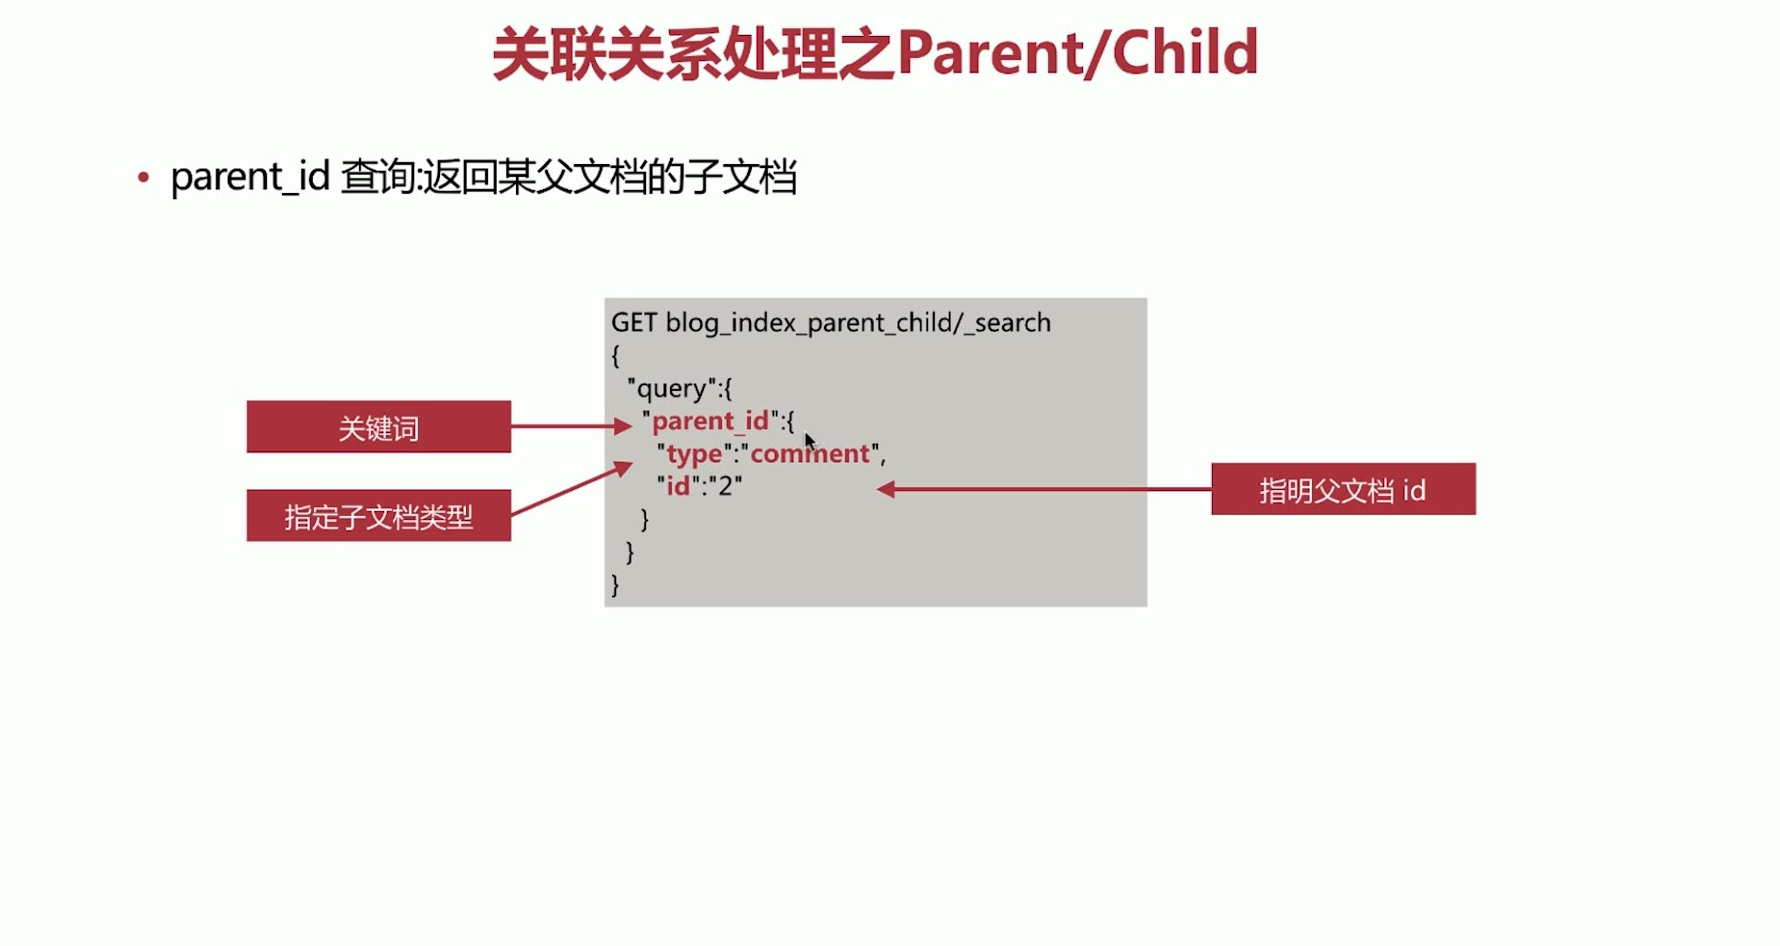 关联关系处理之Parent/Child
• parent_id 查询:返回某父文档的子文档
GET blog_index_parent_child/_search
{
"query":{
关键词
"parent_id":{
"type":"comment",
指定子文档类型
"id":"2"
指明父文档 id
}
}
}